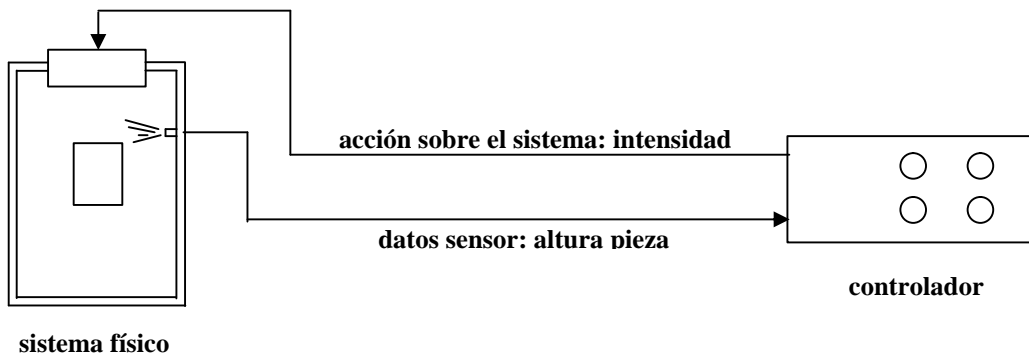 acción sobre el sistema: intensidad
datos sensor: altura pieza
controlador
sistema físico